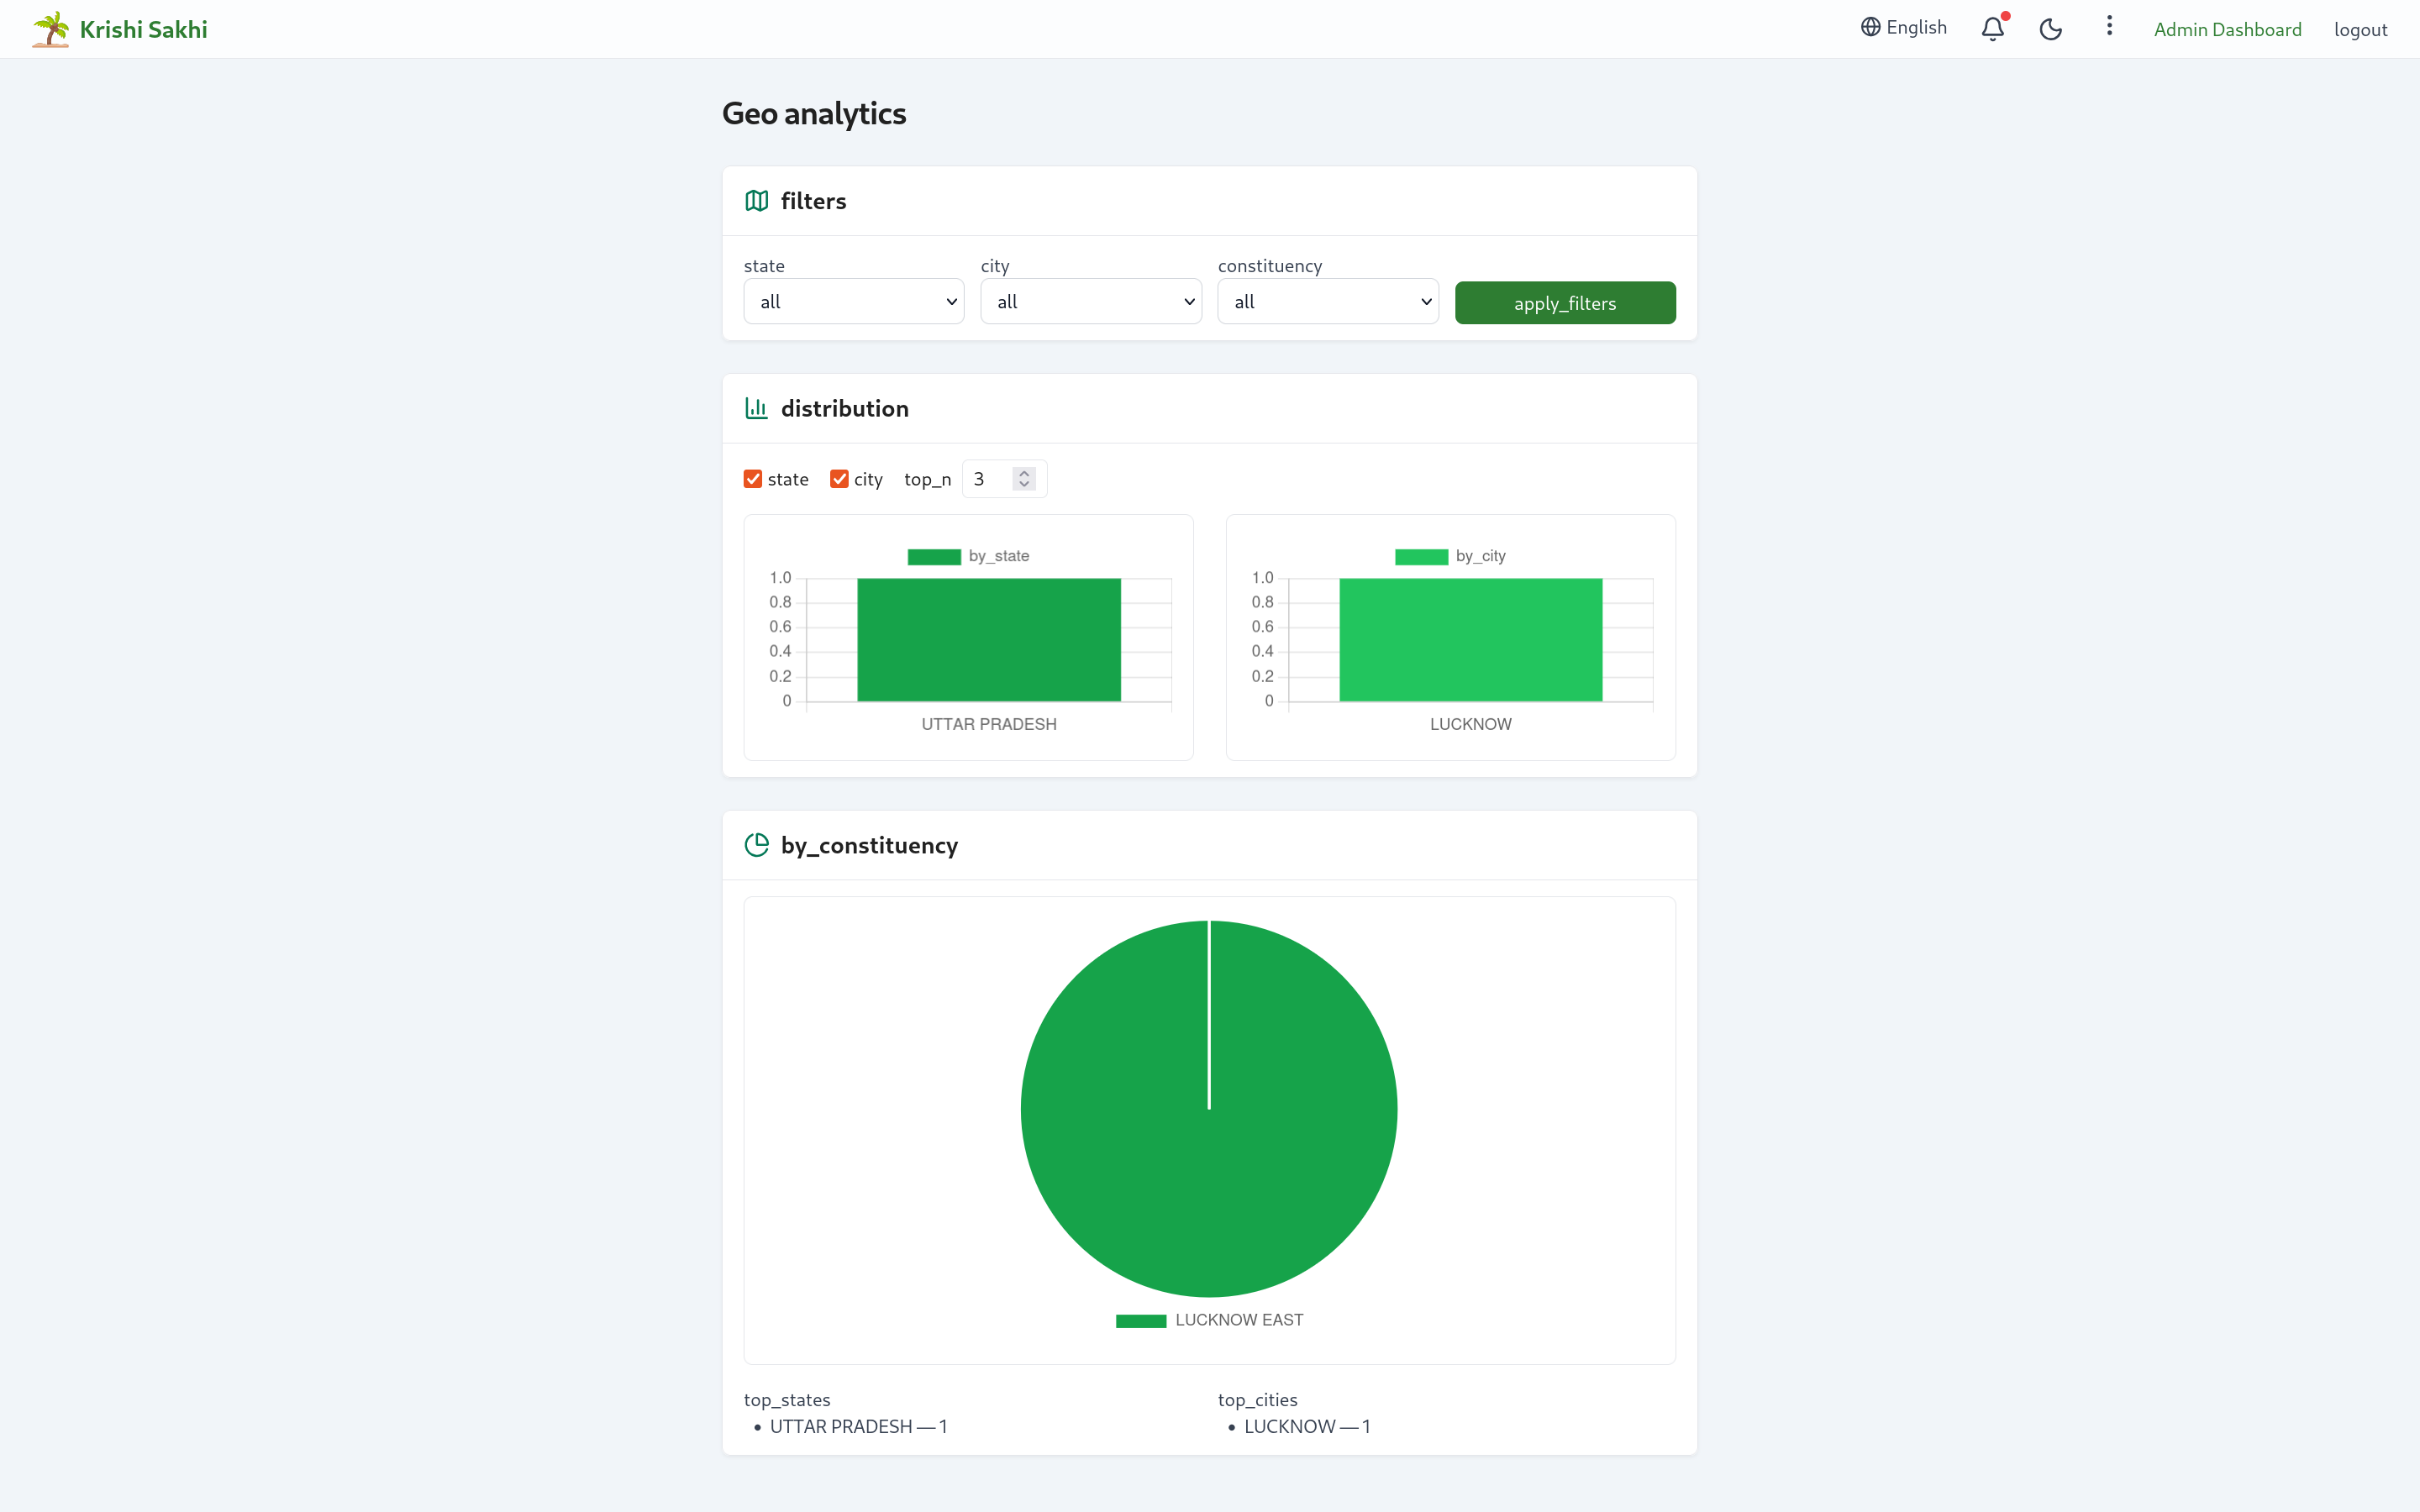 Krishi Sakhi
English
Admin Dashboard
logout
Geo analytics
filters
state
city
constituency
all
all
all
apply_filters
distribution
state
city
top_n
3
by_state
1.0
0.8
0.6
0.4
0.2
0
UTTAR PRADESH
by_city
1.0
0.8
0.6
0.4
0.2
0
LUCKNOW
by_constituency
LUCKNOW EAST
top_states
• UTTAR PRADESH — 1
top_cities
• LUCKNOW — 1